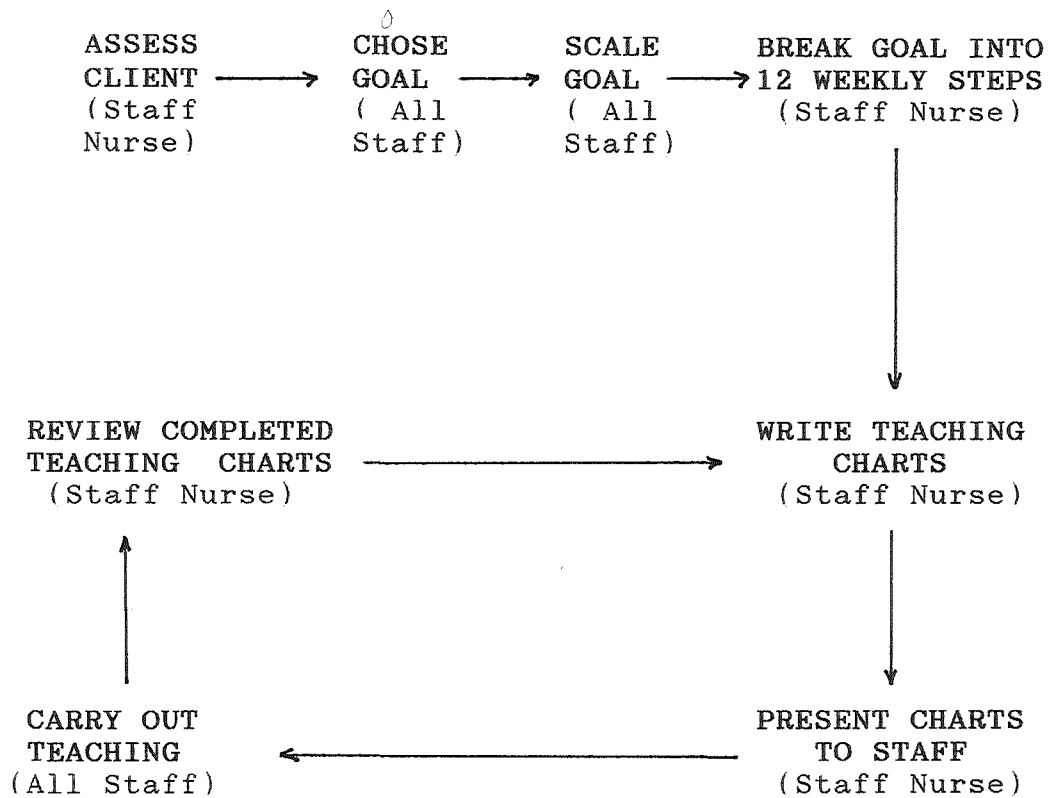 ASSESS
CLIENT
(Staff
Nurse)
CHOSE
GOAL
( All
Staff)
SCALE
GOAL
( All
Staff)
BREAK GOAL INTO
12 WEEKLY STEPS
(Staff Nurse)
REVIEW COMPLETED
TEACHING CHARTS
(Staff Nurse)
WRITE TEACHING
CHARTS
(Staff Nurse)
CARRY OUT
TEACHING
(All Staff)
PRESENT CHARTS
TO STAFF
(Staff Nurse)